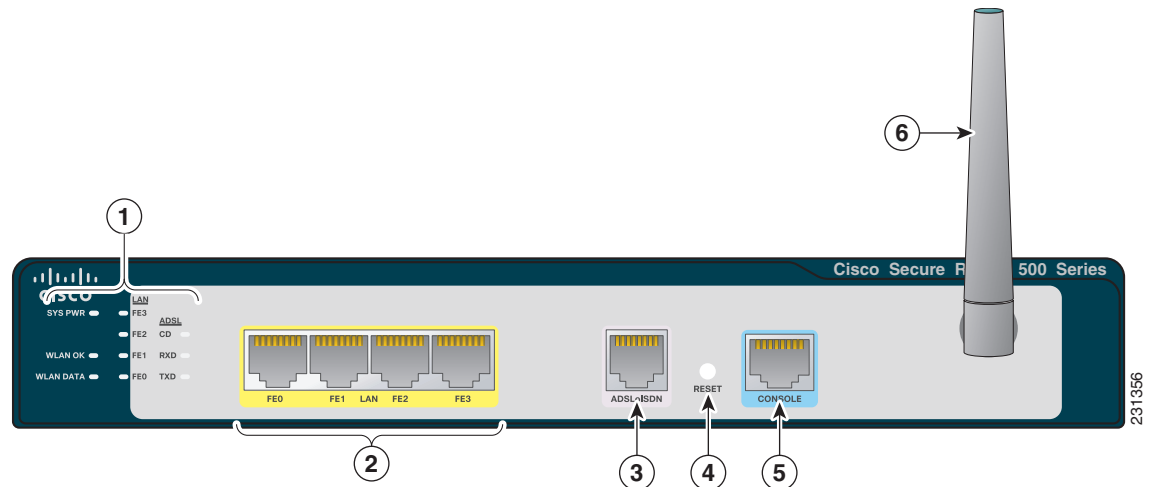 6
1
Cisco Secure R 500 Series
CISCO
LAN
SYS PWR FE3
ADSL
FE2 CD
WLAN OK FE1 RXD
WLAN DATA FE0 TXD
FE0 FE1 LAN FE2 FE3
ADSLoISDN
RESET
CONSOLE
231356
2
3
4
5